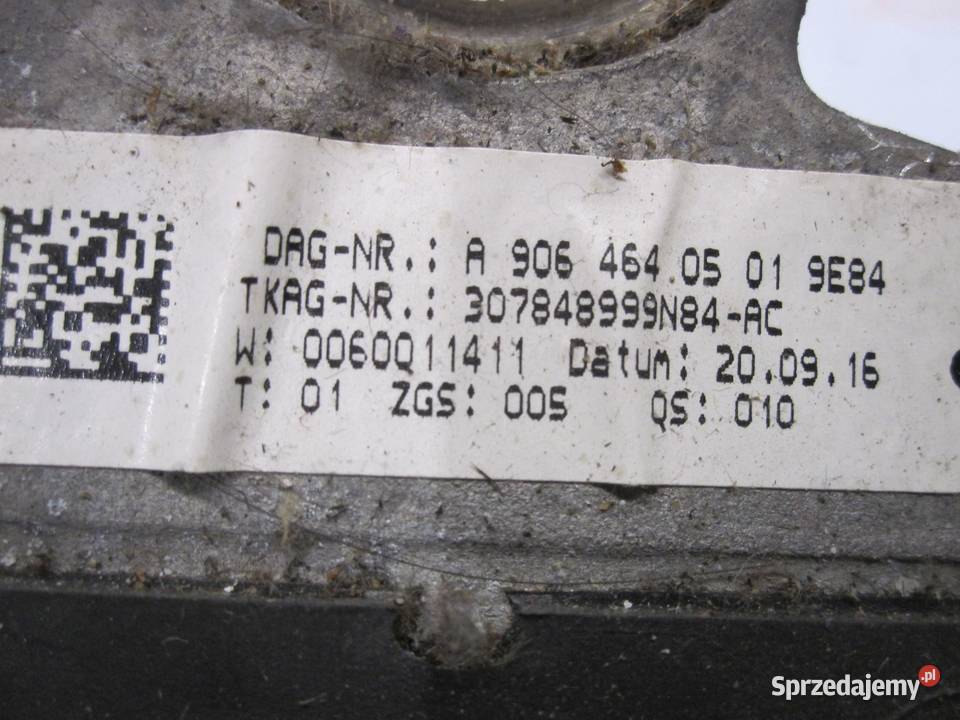 DAG-NR.: A 906 464.05 01 9E84
TKAG-NR.: 307848999N84-AC
W: 0060Q11411 Datum: 20.09.16
T: 01 ZGS: 005 QS: 010
Sprzedajemy.pl